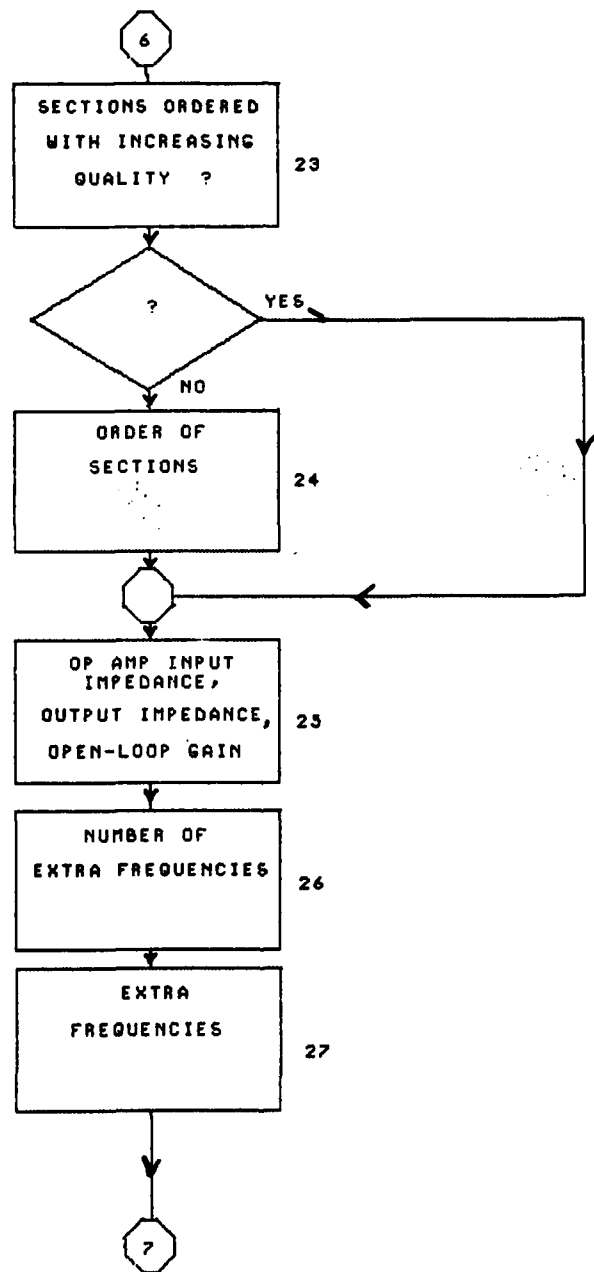 6
SECTIONS ORDERED
WITH INCREASING
QUALITY ?
23
?
YES
NO
ORDER OF
SECTIONS
24
OP AMP INPUT
IMPEDANCE,
OUTPUT IMPEDANCE,
OPEN-LOOP GAIN
25
NUMBER OF
EXTRA FREQUENCIES
26
EXTRA
FREQUENCIES
27
7